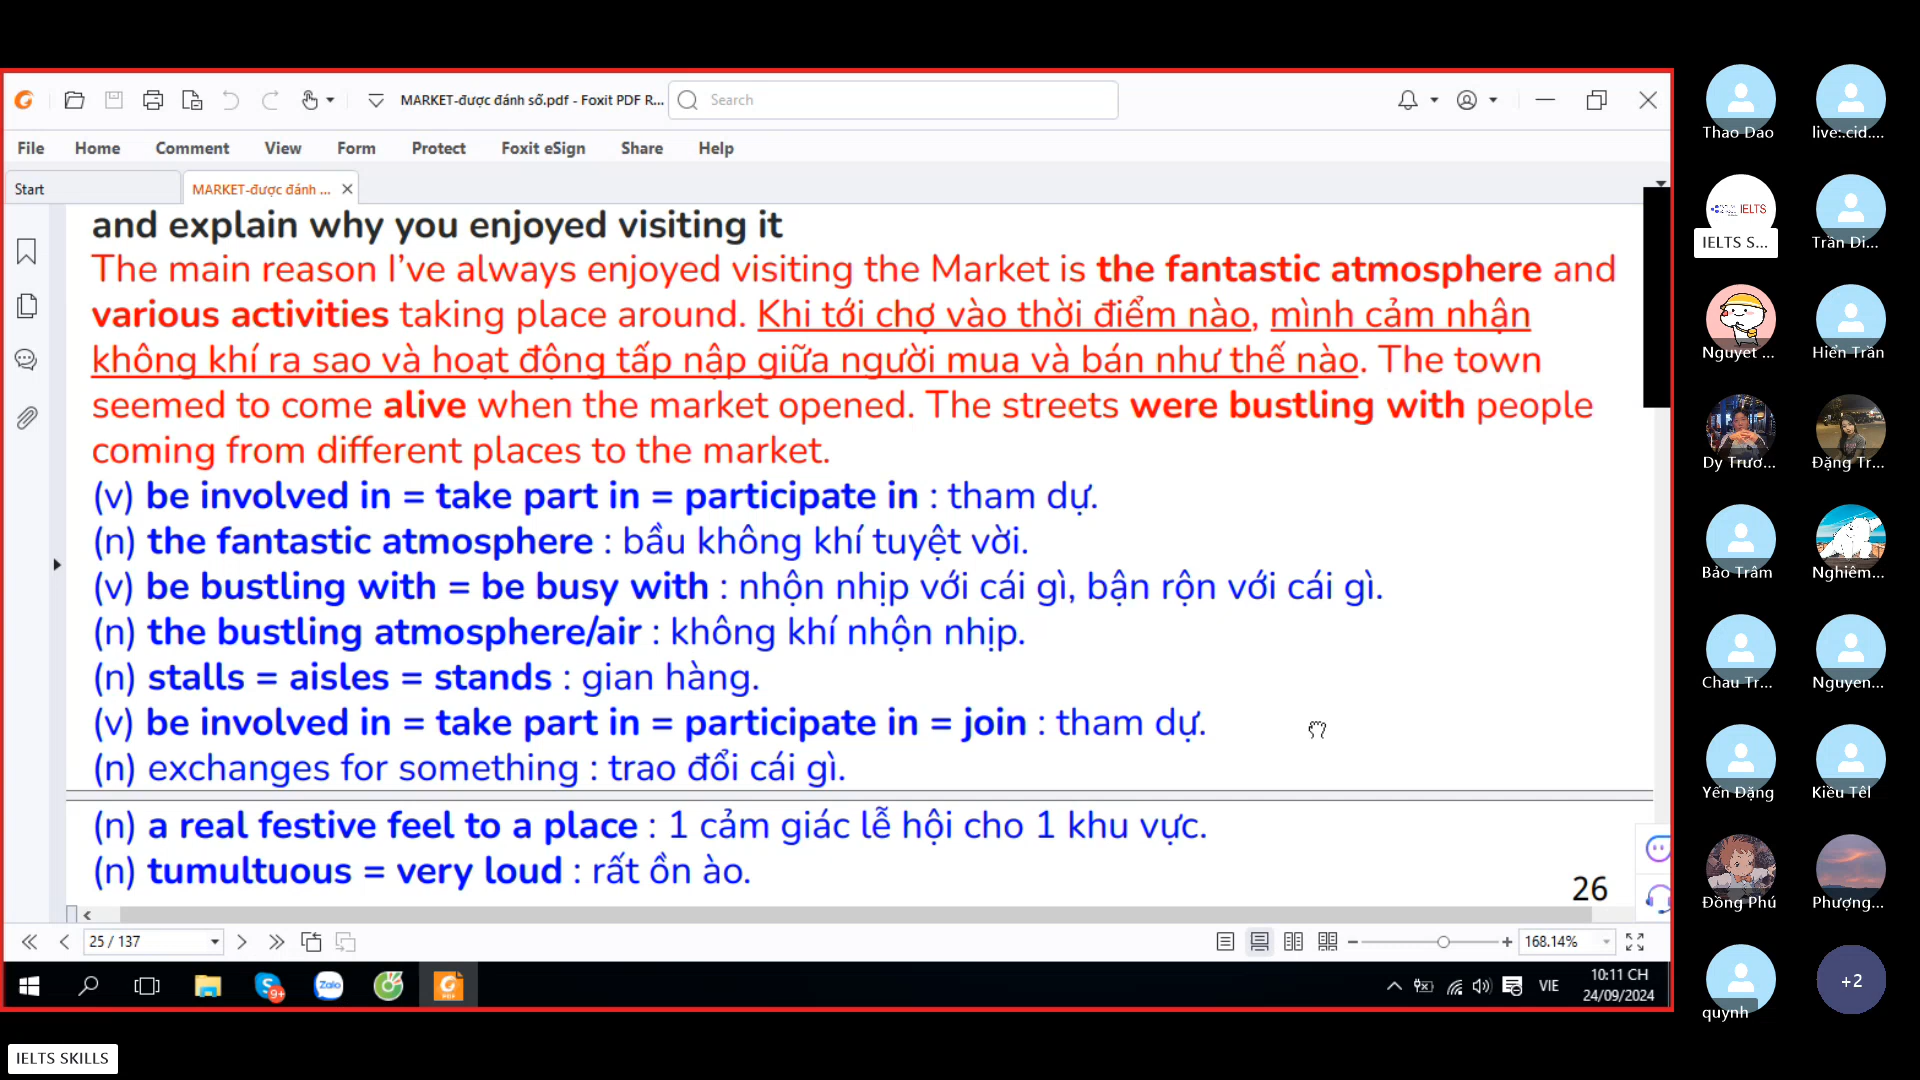 MARKET-được đánh số.pdf - Foxit PDF R...
Search
File Home Comment View Form Protect Foxit eSign Share Help
Start
MARKET-được đánh ...
and explain why you enjoyed visiting it
The main reason I’ve always enjoyed visiting the Market is the fantastic atmosphere and
various activities taking place around. Khi tới chợ vào thời điểm nào, mình cảm nhận
không khí ra sao và hoạt động tấp nập giữa người mua và bán như thế nào. The town
seemed to come alive when the market opened. The streets were bustling with people
coming from different places to the market.
(v) be involved in = take part in = participate in : tham dự.
(n) the fantastic atmosphere : bầu không khí tuyệt vời.
(v) be bustling with = be busy with : nhộn nhịp với cái gì, bận rộn với cái gì.
(n) the bustling atmosphere/air : không khí nhộn nhịp.
(n) stalls = aisles = stands : gian hàng.
(v) be involved in = take part in = participate in = join : tham dự.
(n) exchanges for something : trao đổi cái gì.
(n) a real festive feel to a place : 1 cảm giác lễ hội cho 1 khu vực.
(n) tumultuous = very loud : rất ồn ào.
26
25 / 137
168.14%
9+
Zalo
VIE
10:11 CH
24/09/2024
Thao Dao
live:.cid....
IELTS
IELTS S...
Trần Di...
Nguyet ...
Hiển Trần
Dy Trươ...
Đặng Tr...
Bảo Trâm
Nghiêm...
Chau Tr...
Nguyen...
Yến Đặng
Kiều Têl
Đồng Phú
Phượng...
quynh
+2
IELTS SKILLS